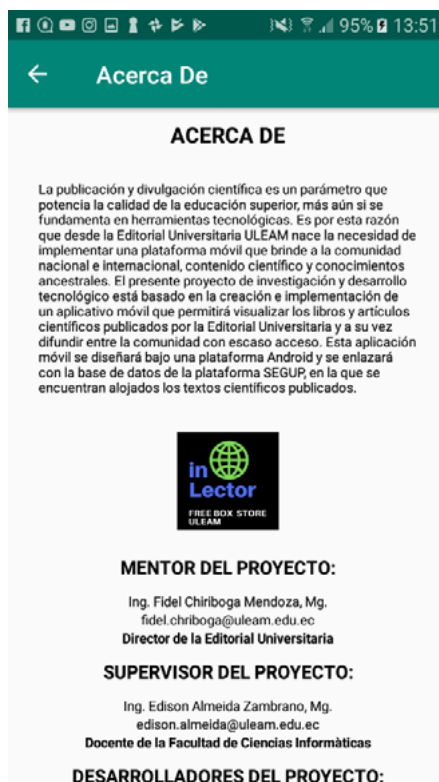 95% 13:51
Acerca De
ACERCA DE
La publicación y divulgación científica es un parámetro que
potencia la calidad de la educación superior, más aún si se
fundamenta en herramientas tecnológicas. Es por esta razón
que desde la Editorial Universitaria ULEAM nace la necesidad de
implementar una plataforma móvil que brinde a la comunidad
nacional e internacional, contenido científico y conocimientos
ancestrales. El presente proyecto de investigación y desarrollo
tecnológico está basado en la creación e implementación de
un aplicativo móvil que permitirá visualizar los libros y artículos
científicos publicados por la Editorial Universitaria y a su vez
difundir entre la comunidad con escaso acceso. Esta aplicación
móvil se diseñará bajo una plataforma Android y se enlazará
con la base de datos de la plataforma SEGUP, en la que se
encuentran alojados los textos científicos publicados.
in
Lector
FREE BOX STORE
ULEAM
MENTOR DEL PROYECTO:
Ing. Fidel Chiriboga Mendoza, Mg.
fidel.chiriboga@uleam.edu.ec
Director de la Editorial Universitaria
SUPERVISOR DEL PROYECTO:
Ing. Edison Almeida Zambrano, Mg.
edison.almeida@uleam.edu.ec
Docente de la Facultad de Ciencias Informàticas
DESARROLLADORES DEL PROYECTO: